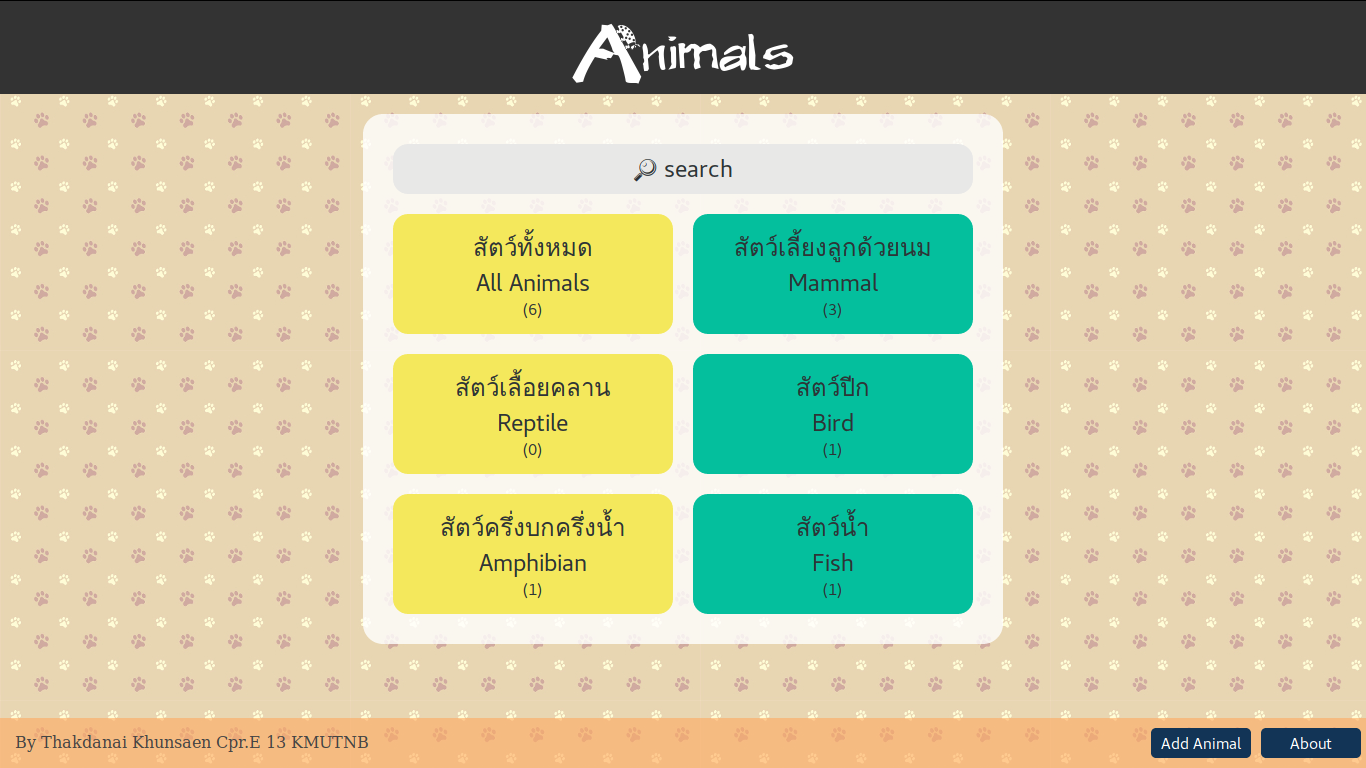 Animals
🔎 search
สัตว์ทั้งหมด
All Animals
(6)
สัตว์เลี้ยงลูกด้วยนม
Mammal
(3)
สัตว์เลื้อยคลาน
Reptile
(0)
สัตว์ปีก
Bird
(1)
สัตว์ครึ่งบกครึ่งน้ำ
Amphibian
(1)
สัตว์น้ำ
Fish
(1)
By Thakdanai Khunsaen Cpr.E 13 KMUTNB
Add Animal
About